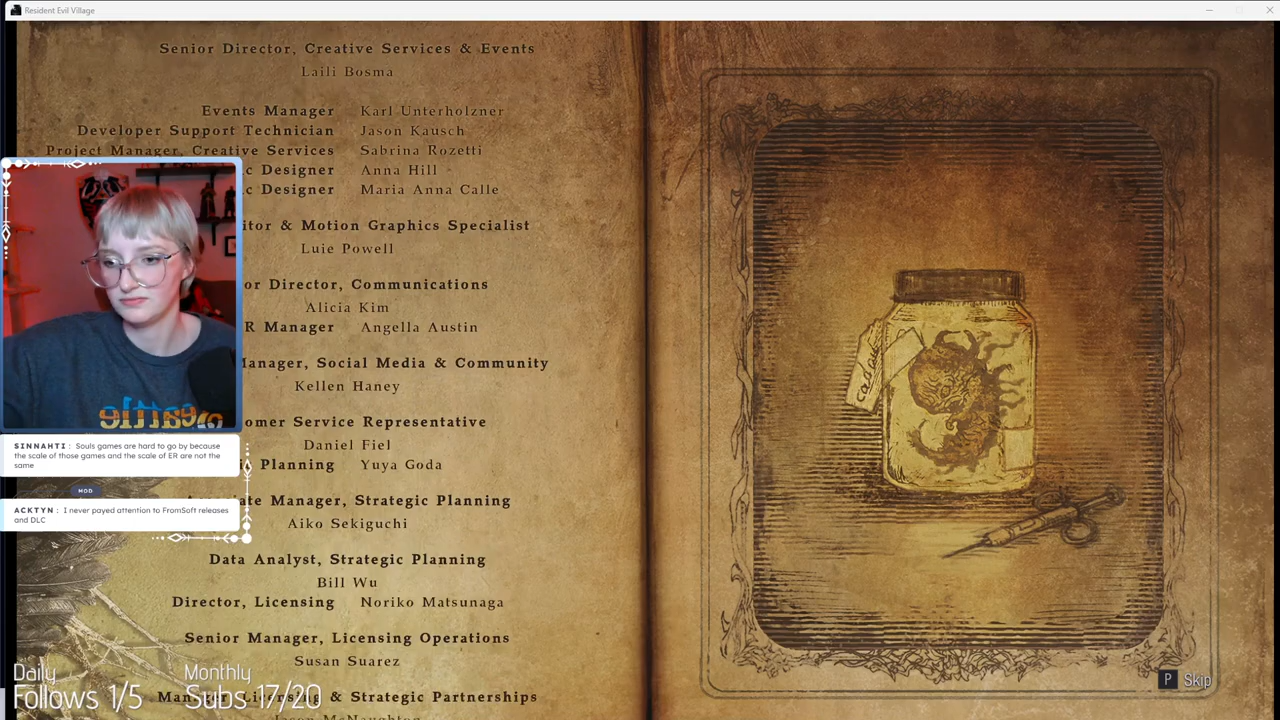 Resident Evil Village
Senior Director, Creative Services & Events
Laili Bosma
Events Manager Karl Unterholzner
Developer Support Technician Jason Kausch
Project Manager, Creative Services Sabrina Rozetti
Designer Anna Hill
Designer Maria Anna Calle
& Motion Graphics Specialist
Luie Powell
Director, Communications
Alicia Kim
Manager Angella Austin
Manager, Social Media & Community
Kellen Haney
Service Representative
Daniel Fiel
Planning Yuya Goda
Manager, Strategic Planning
Aiko Sekiguchi
Data Analyst, Strategic Planning
Bill Wu
Director, Licensing Noriko Matsunaga
Senior Manager, Licensing Operations
Susan Suarez
& Strategic Partnerships
Jason McNaughton
Seattle
SINNAHTI : Souls games are hard to go by because
the scale of those games and the scale of ER are not the
same
MOD
ACKTYN : I never payed attention to FromSoft releases
and DLC
Daily
Follows 1/5
Monthly
Subs 17/20
cadou
P Skip